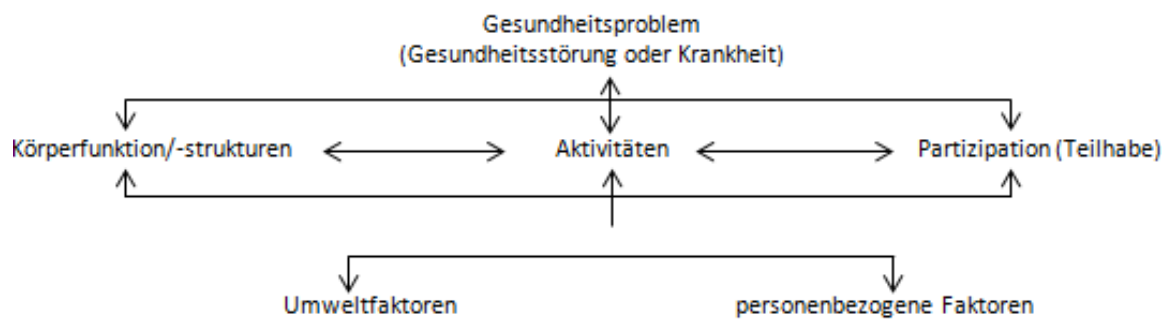 Gesundheitsproblem
(Gesundheitsstörung oder Krankheit)
Körperfunktion/-strukturen Aktivitäten Partizipation (Teilhabe)
Umweltfaktoren personenbezogene Faktoren